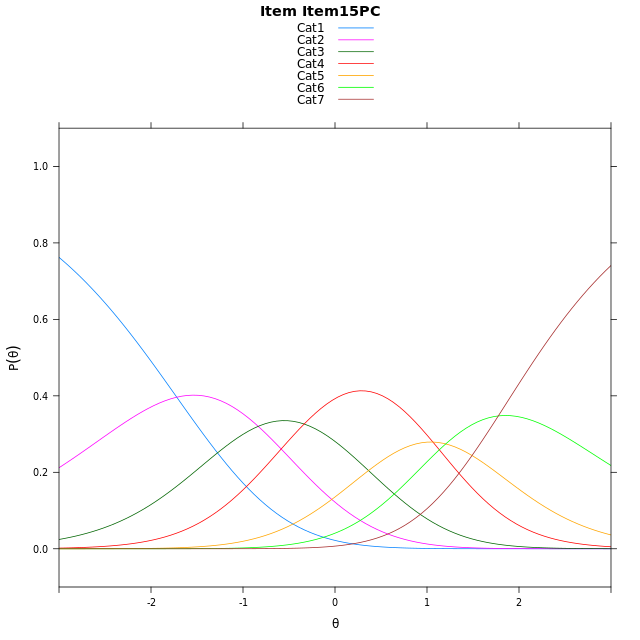 Item Item15PC
Cat1
Cat2
Cat3
Cat4
Cat5
Cat6
Cat7
1.0
0.8
0.6
0.4
0.2
0.0
P(θ)
-2 -1 0 1 2
θ